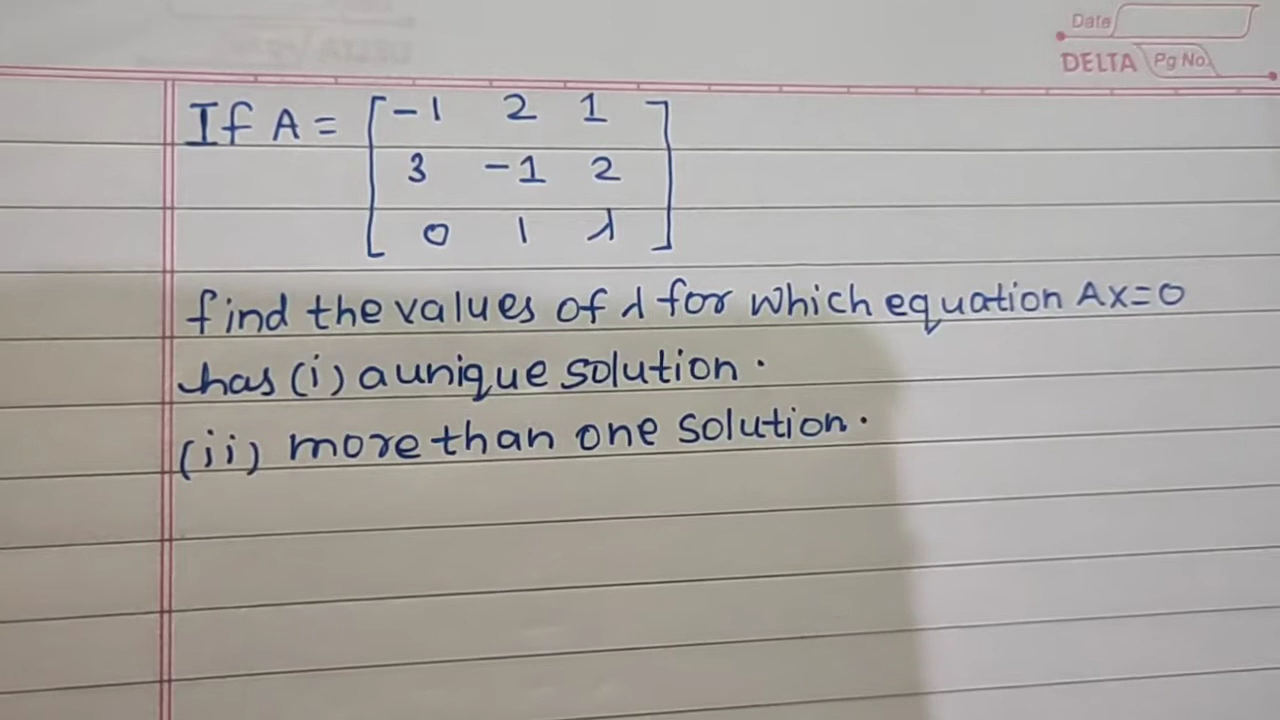 Date
DELTA Pg No.
If A = [-1 2 1
3 -1 2
0 1 λ]
find the values of λ for which equation AX=0
has (i) a unique solution.
(ii) more than one solution.